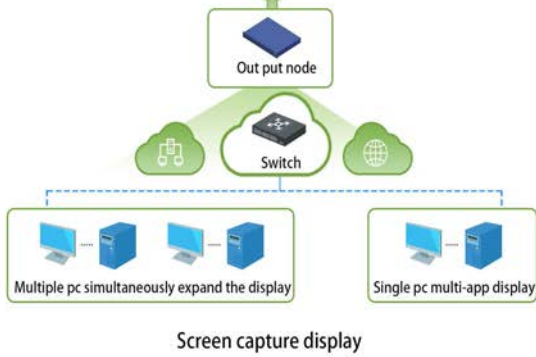 Out put node
Switch
Multiple pc simultaneously expand the display
Single pc multi-app display
Screen capture display